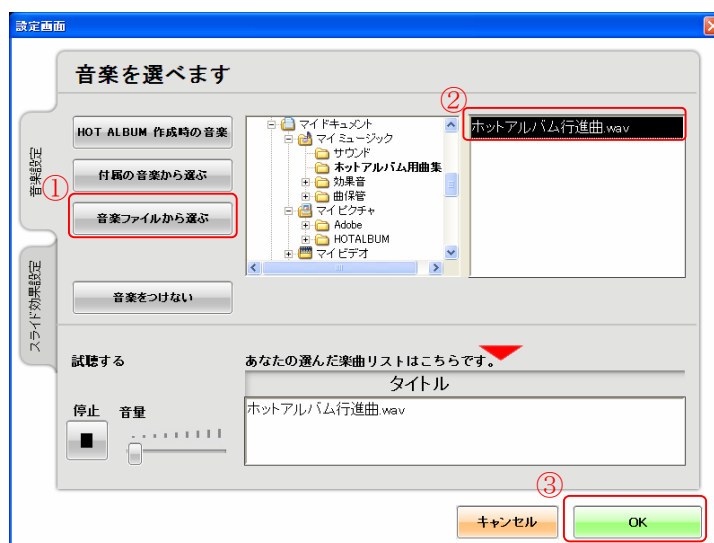 設定画面
音楽を選べます
音楽設定
スライド効果設定
HOT ALBUM 作成時の音楽
付属の音楽から選ぶ
①
音楽ファイルから選ぶ
音楽をつけない
マイドキュメント
マイミュージック
サウンド
ホットアルバム用曲集
効果音
曲保管
マイピクチャ
Adobe
HOTALBUM
マイビデオ
②
ホットアルバム行進曲.wav
試聴する
停止 音量
あなたの選んだ楽曲リストはこちらです。
タイトル
ホットアルバム行進曲.wav
③
キャンセル
OK